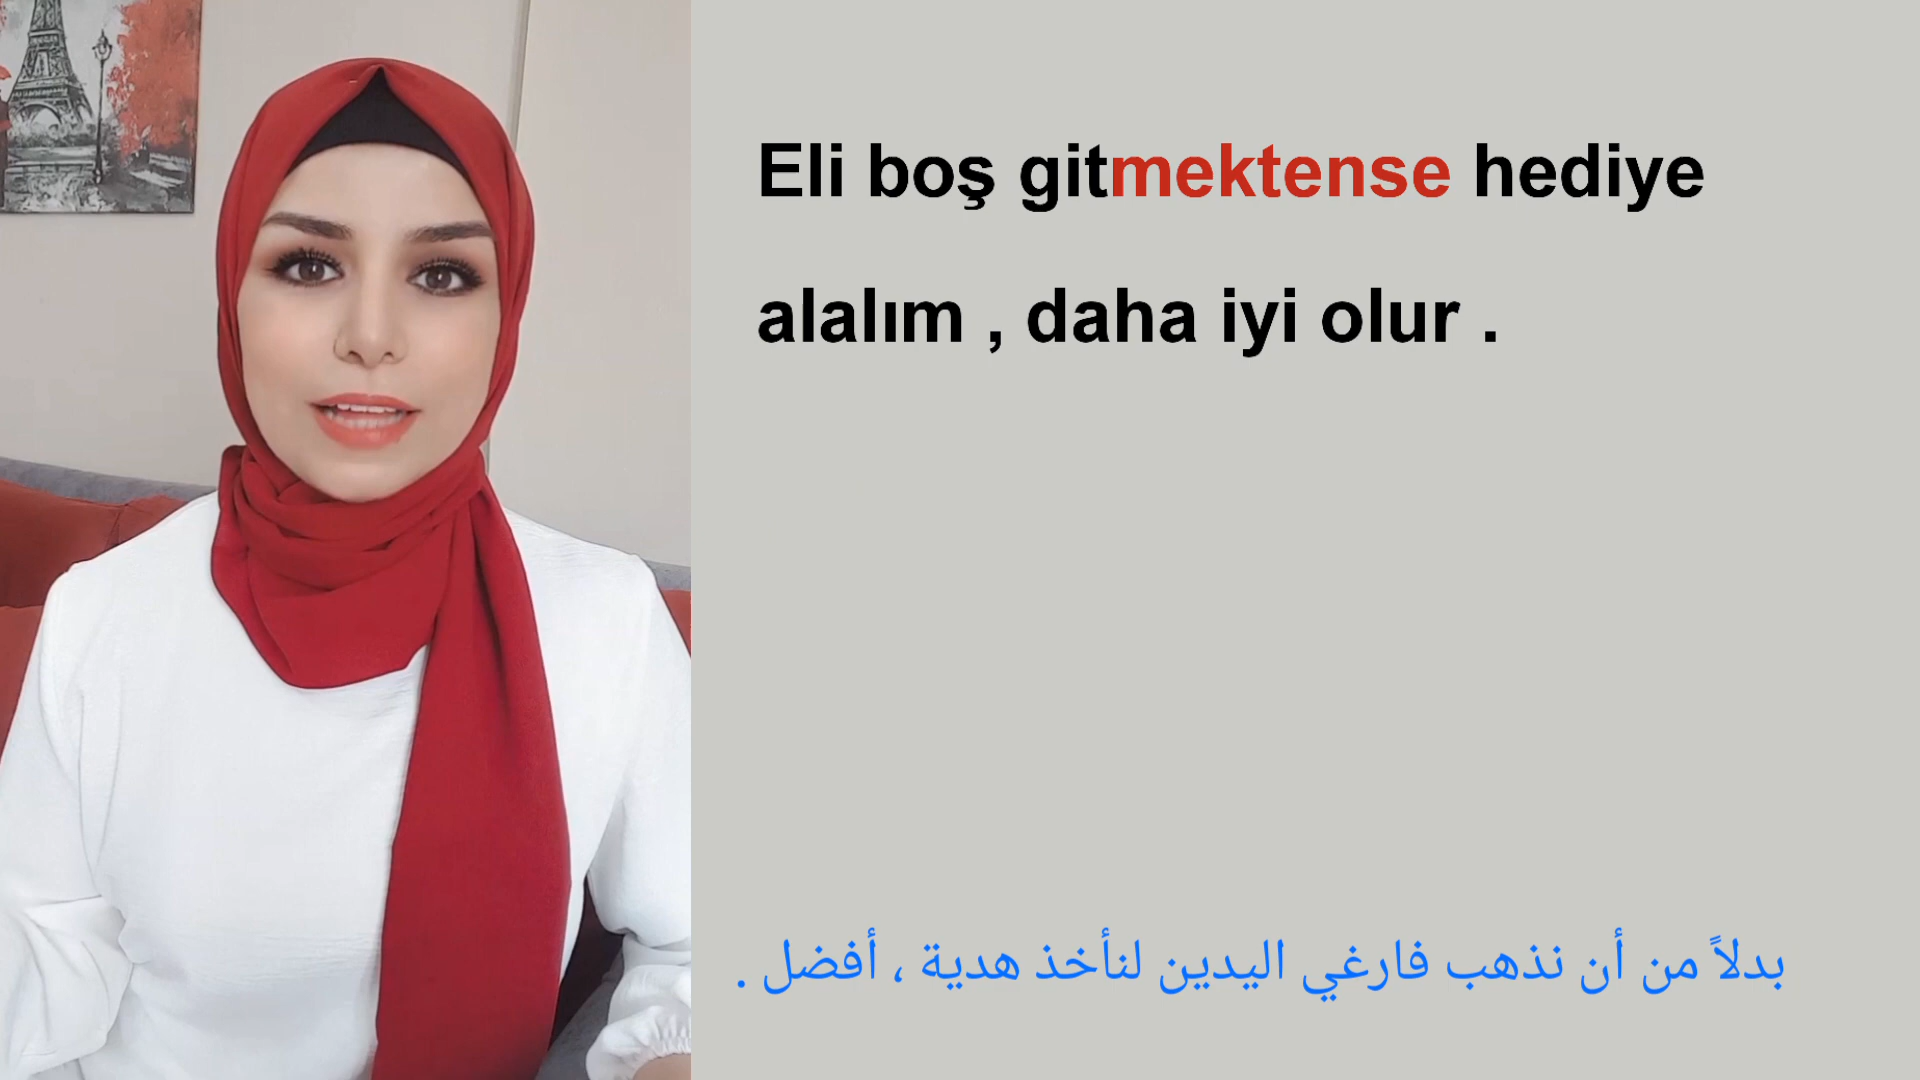 Eli boş gitmektense hediye
alalım , daha iyi olur .
بدلاً من أن نذهب فارغي اليدين لنأخذ هدية ، أفضل .